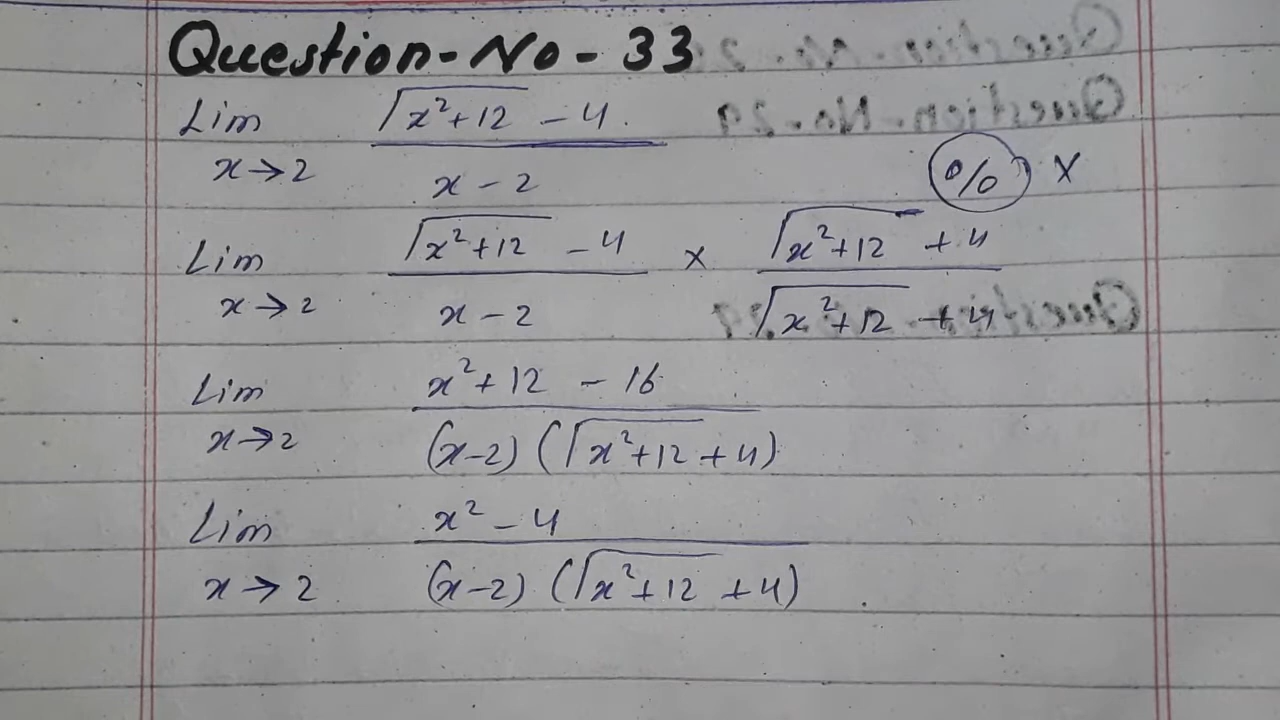 Question-No-33
Lim x→2 √(x²+12) - 4 / x - 2
% ×
Lim x→2 √(x²+12) - 4 / x - 2 × √(x²+12) + 4 / √(x²+12) + 4
Lim x→2 x²+12 - 16 / (x-2) (√(x²+12) + 4)
Lim x→2 x² - 4 / (x-2) (√(x²+12) + 4)